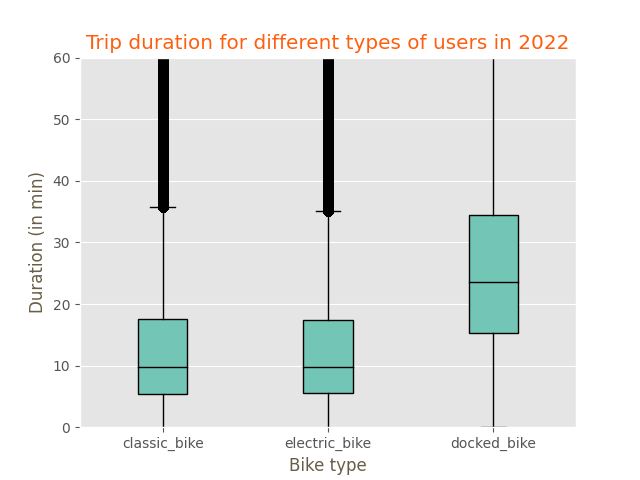 Trip duration for different types of users in 2022
60
50
40
30
20
10
0
Duration (in min)
classic_bike electric_bike docked_bike
Bike type